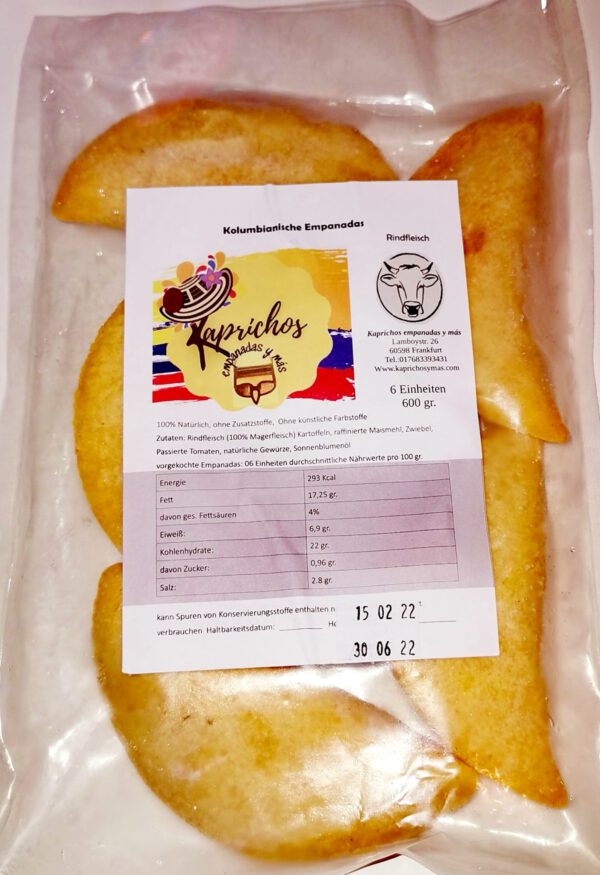 Kolumbianische Empanadas
Rindfleisch
Kaprichos
empanadas y más
Kaprichos empanadas y más
Lamboystr. 26
60598 Frankfurt
Tel.:017683393431
Www.kaprichosymas.com
6 Einheiten
600 gr.
100% Natürlich, ohne Zusatzstoffe, Ohne künstliche Farbstoffe
Zutaten: Rindfleisch (100% Magerfleisch) Kartoffeln, raffinierte Maismehl, Zwiebel,
Passierte Tomaten, natürliche Gewürze, Sonnenblumenöl
vorgekochte Empanadas: 06 Einheiten durchschnittliche Nährwerte pro 100 gr.
Energie 293 Kcal
Fett 17,25 gr.
davon ges. Fettsäuren 4%
Eiweiß: 6,9 gr.
Kohlenhydrate: 22 gr.
davon Zucker: 0,96 gr.
Salz: 2.8 gr.
kann Spuren von Konservierungsstoffe enthalten n 15 02 22
verbrauchen Haltbarkeitsdatum: __________ He
30 06 22